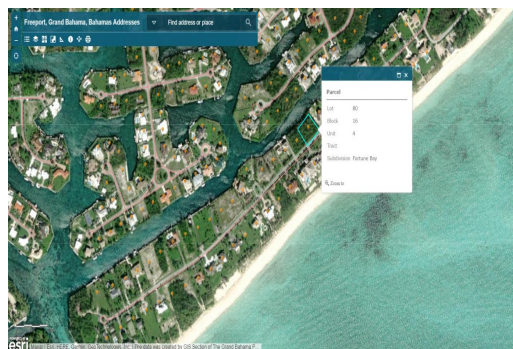 Freeport, Grand Bahama, Bahamas Addresses
Find address or place
Parcel
Lot 80
Block 16
Unit 4
Tract
Subdivision Fortune Bay
Zoom to
esri